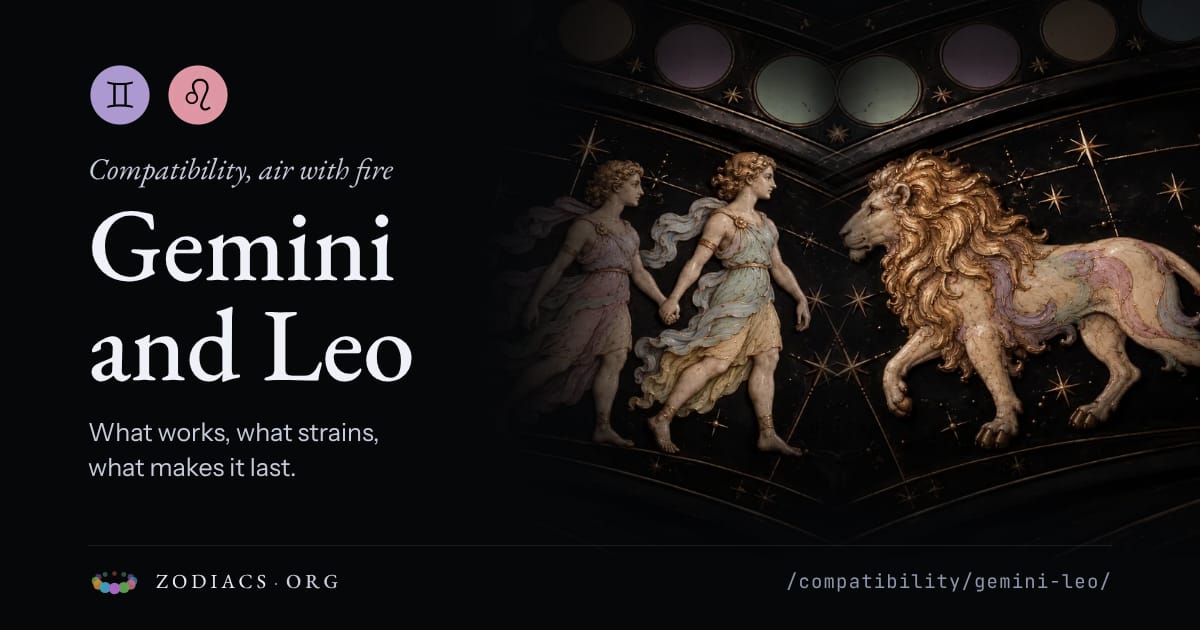 ♊ ♌
Compatibility, air with fire
Gemini
and Leo
What works, what strains,
what makes it last.
ZODIACS·ORG
/compatibility/gemini-leo/